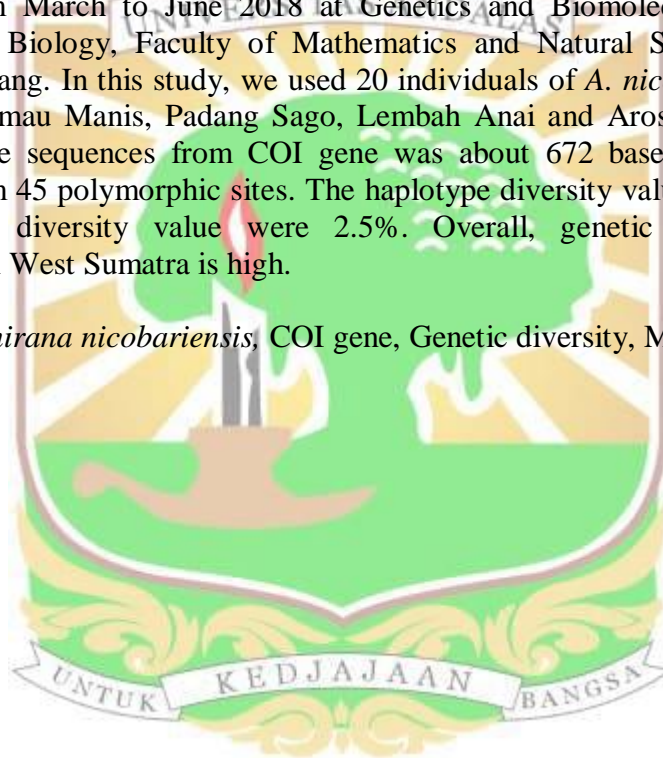 n March to June 2018 at Genetics and Biomolec
Biology, Faculty of Mathematics and Natural S
ang. In this study, we used 20 individuals of A. nic
mau Manis, Padang Sago, Lembah Anai and Aros
e sequences from COI gene was about 672 base
n 45 polymorphic sites. The haplotype diversity valu
diversity value were 2.5%. Overall, genetic
West Sumatra is high.
nirana nicobariensis, COI gene, Genetic diversity, M
UNTUK KEDJAJAAN BANGSA